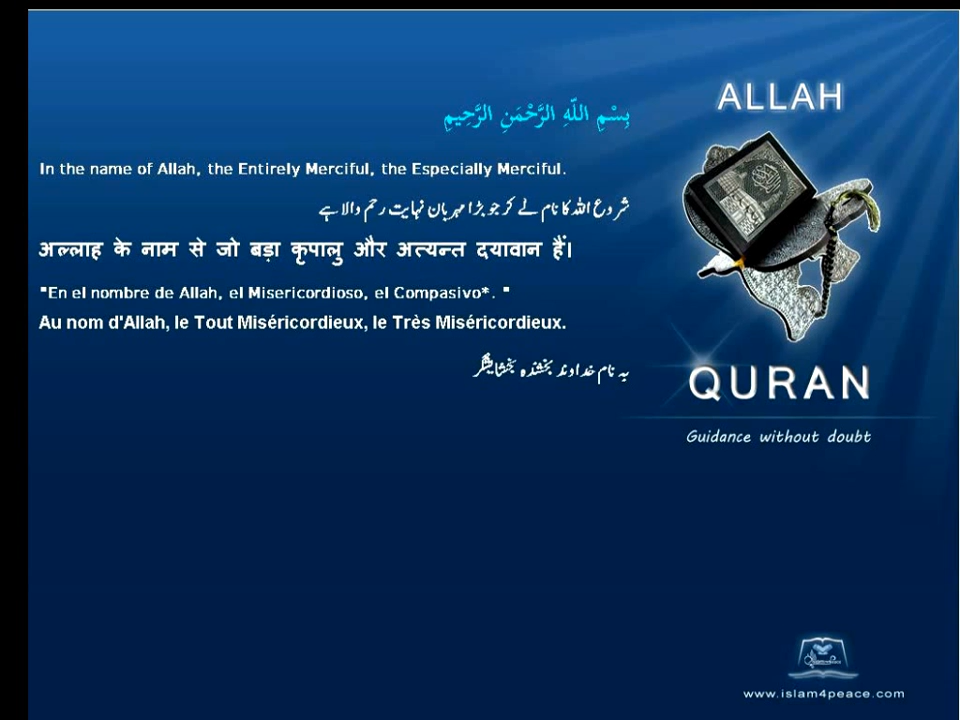 بِسْمِ اللّهِ الرَّحْمَنِ الرَّحِيمِ
In the name of Allah, the Entirely Merciful, the Especially Merciful.
شروع الله کا نام لے کر جو بڑا مہربان نہایت رحم والا ہے
अल्लाह के नाम से जो बड़ा कृपालु और अत्यन्त दयावान हैं।
"En el nombre de Allah, el Misericordioso, el Compasivo*. "
Au nom d'Allah, le Tout Miséricordieux, le Très Miséricordieux.
به نام خداوند بخشنده بخشایشگر
ALLAH
QURAN
Guidance without doubt
www.islam4peace.com